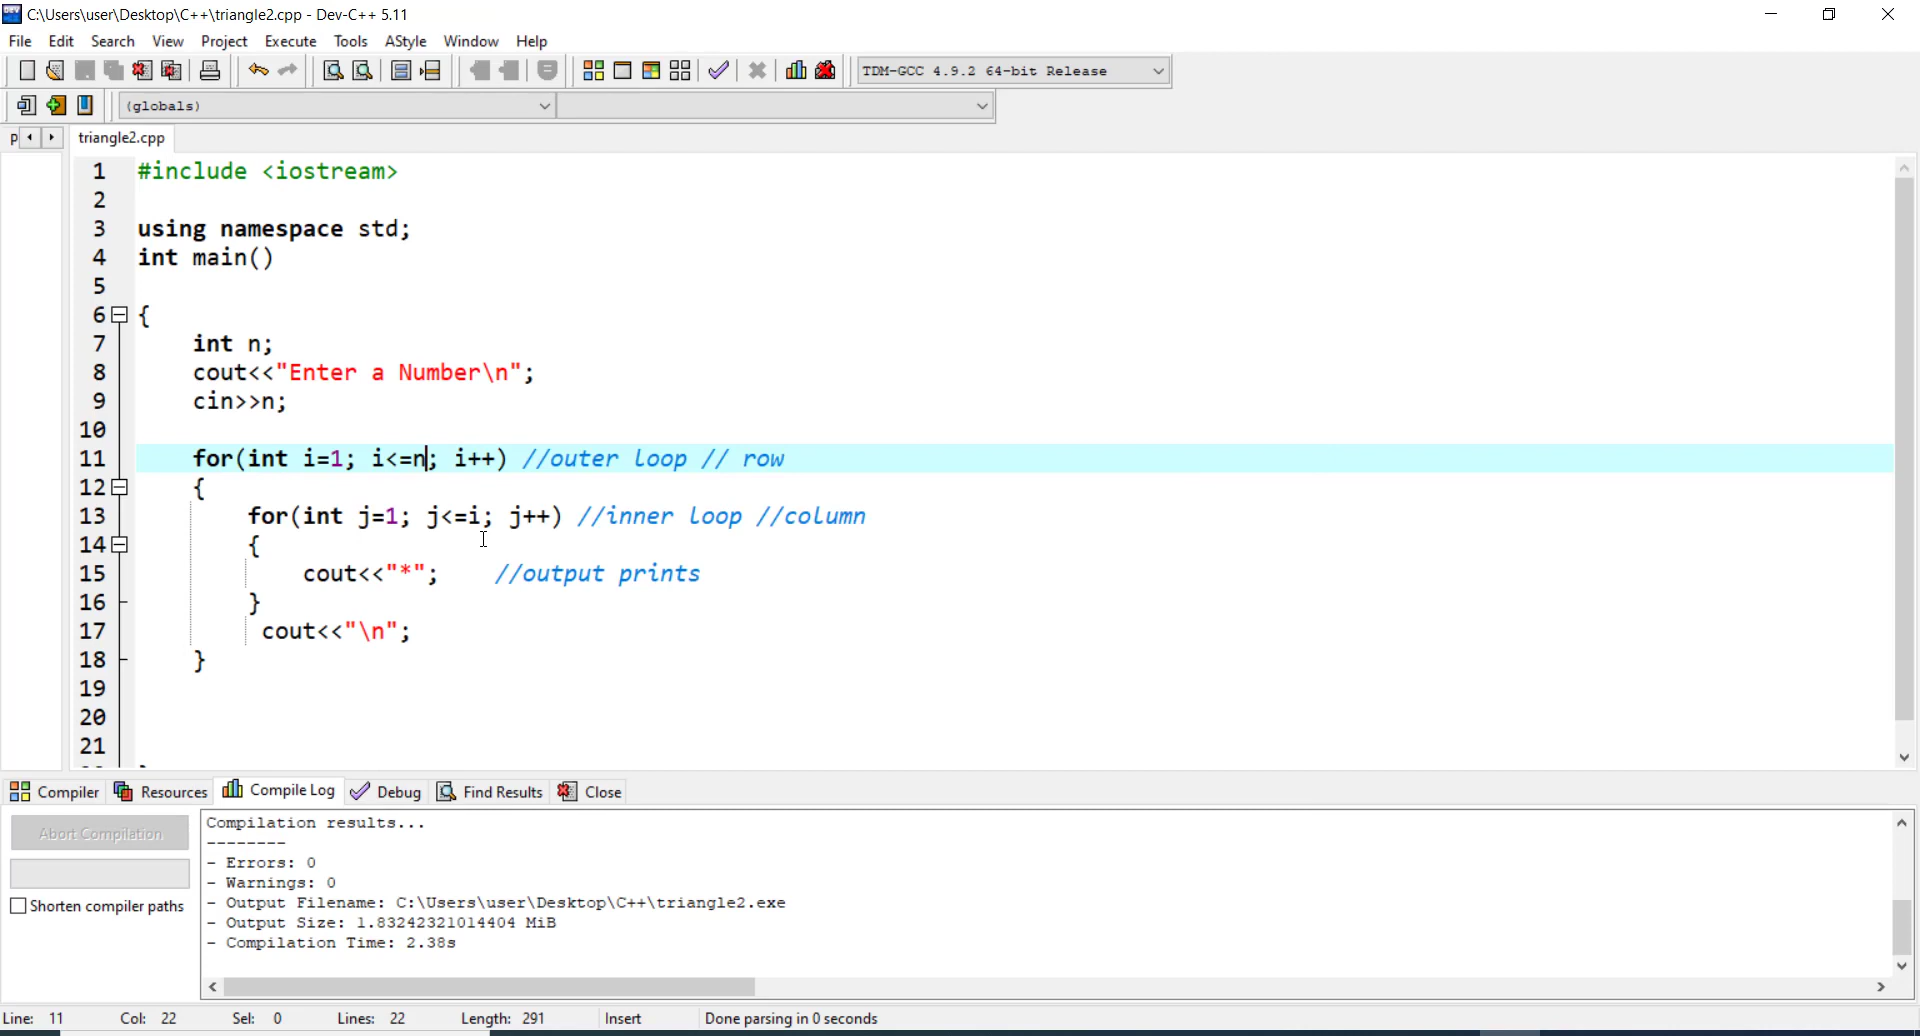 C:\Users\user\Desktop\C++\triangle2.cpp - Dev-C++ 5.11
File Edit Search View Project Execute Tools AStyle Window Help
TDM-GCC 4.9.2 64-bit Release
(globals)
P triangle2.cpp
1 #include <iostream>
2
3 using namespace std;
4 int main()
5
6 {
7 int n;
8 cout<<"Enter a Number\n";
9 cin>>n;
10
11 for(int i=1; i<=n; i++) //outer loop // row
12 {
13 for(int j=1; j<=i; j++) //inner loop //column
14 {
15 cout<<"*"; //output prints
16 }
17 cout<<"\n";
18 }
19
20
21
Compiler Resources Compile Log Debug Find Results Close
Abort Compilation
Shorten compiler paths
Compilation results...
--------
- Errors: 0
- Warnings: 0
- Output Filename: C:\Users\user\Desktop\C++\triangle2.exe
- Output Size: 1.83242321014404 MiB
- Compilation Time: 2.38s
Line: 11 Col: 22 Sel: 0 Lines: 22 Length: 291 Insert Done parsing in 0 seconds